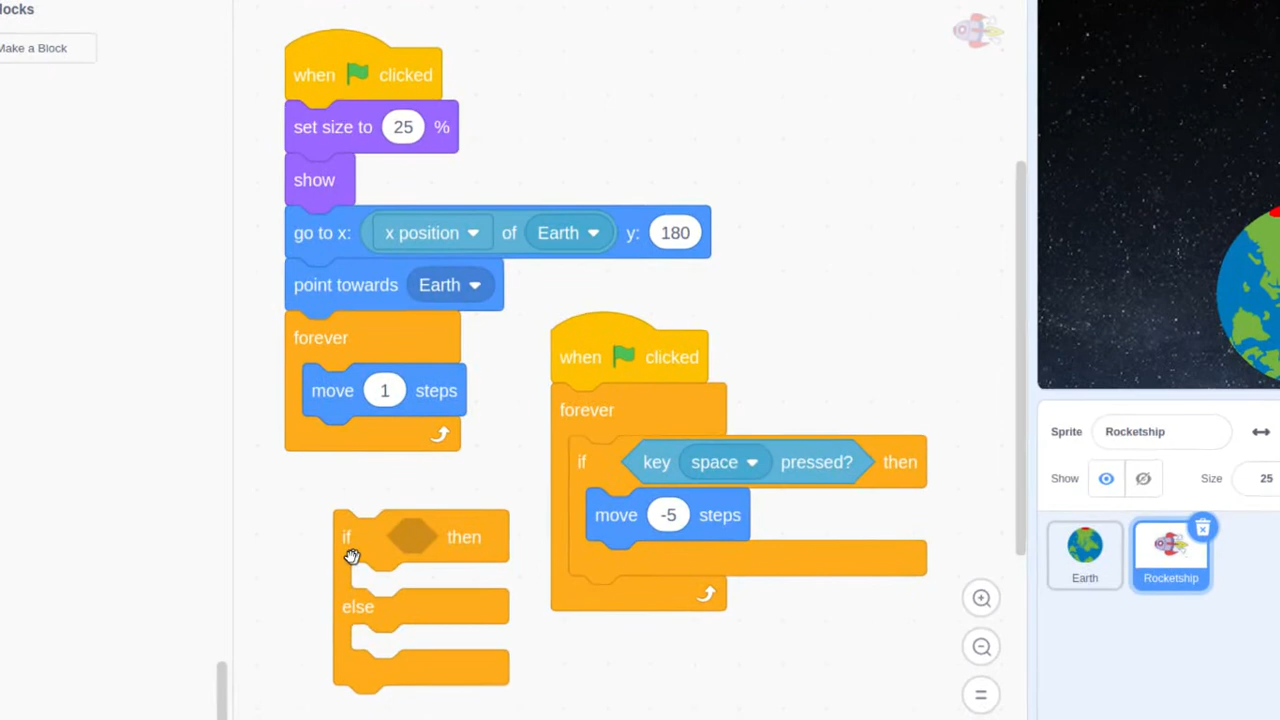 locks
Make a Block
when clicked
set size to 25 %
show
go to x: x position of Earth y: 180
point towards Earth
forever
move 1 steps
when clicked
forever
if key space pressed? then
move -5 steps
if then
else
Sprite Rocketship
Show Size 25
Earth
Rocketship